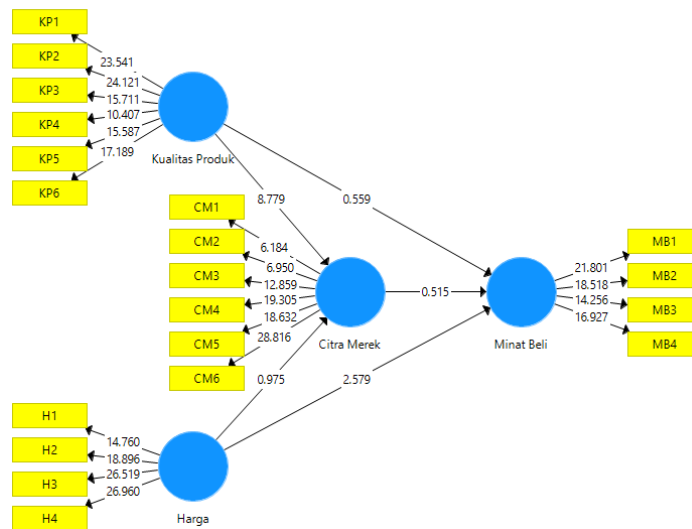 KP1
KP2
KP3
KP4
KP5
KP6
23.541
24.121
15.711
10.407
15.587
17.189
Kualitas Produk
8.779
0.559
CM1
CM2
CM3
CM4
CM5
CM6
6.184
6.950
12.859
19.305
18.632
28.816
Citra Merek
0.515
Minat Beli
21.801
18.518
14.256
16.927
MB1
MB2
MB3
MB4
0.975
2.579
H1
H2
H3
H4
14.760
18.896
26.519
26.960
Harga